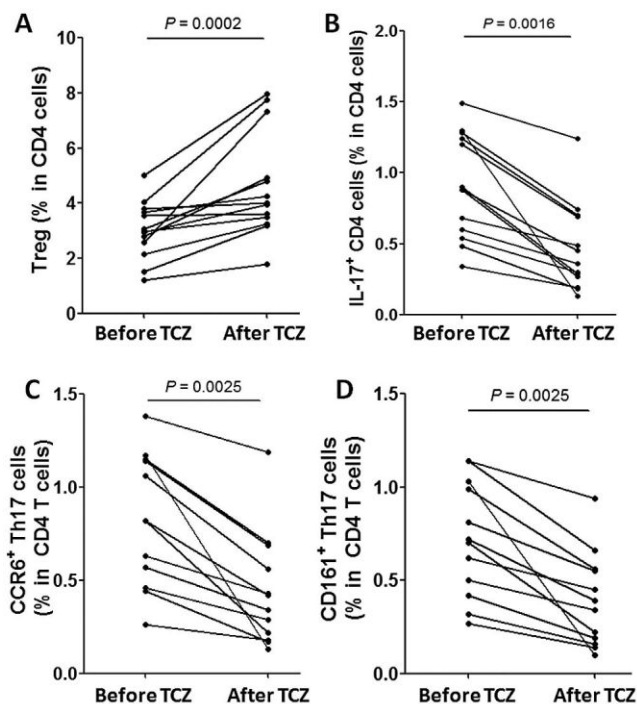 A
P = 0.0002
Treg (% in CD4 cells)
10
8
6
4
2
0
Before TCZ After TCZ
B
P = 0.0016
IL-17+ CD4 cells (% in CD4 cells)
2.0
1.5
1.0
0.5
0.0
Before TCZ After TCZ
C
P = 0.0025
CCR6+ Th17 cells
(% in CD4 T cells)
1.5
1.0
0.5
0.0
Before TCZ After TCZ
D
P = 0.0025
CD161+ Th17 cells
(% in CD4 T cells)
1.5
1.0
0.5
0.0
Before TCZ After TCZ